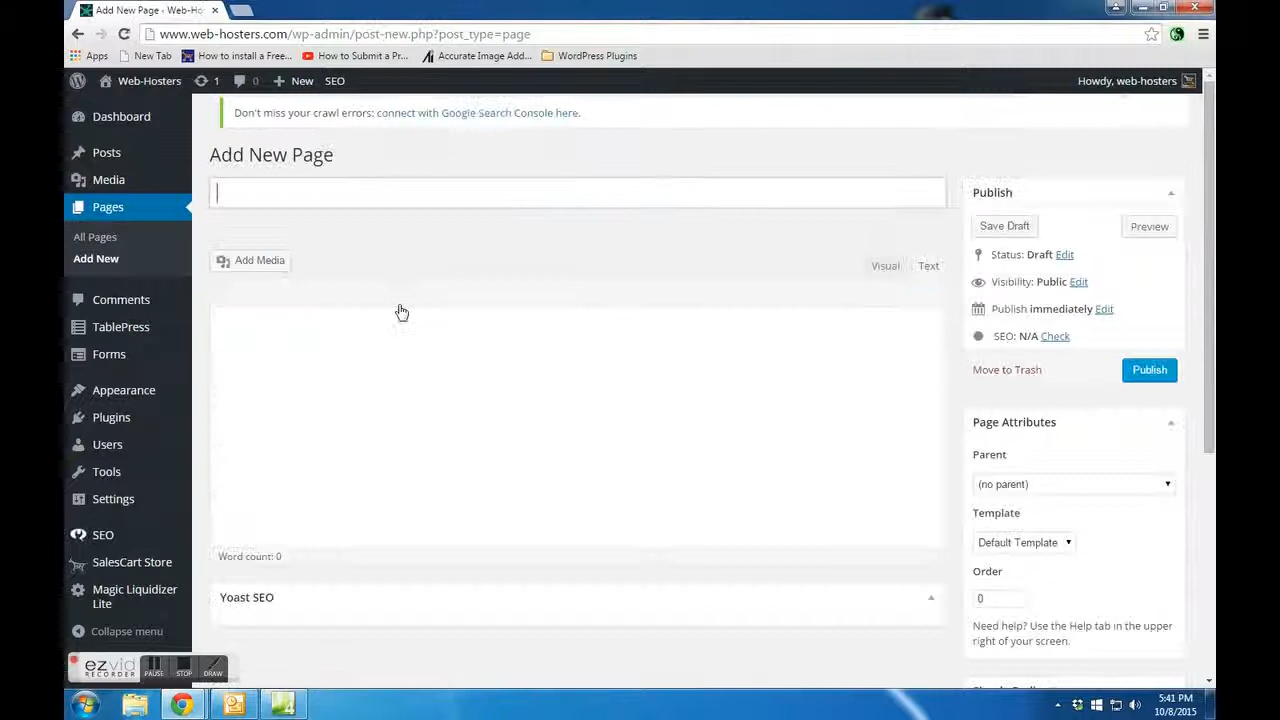 Add New Page ‹ Web-Hos
www.web-hosters.com/wp-admin/post-new.php?post_type=page
Apps
New Tab
How to install a Free...
How to Submit a Pr...
Accurate Image Add...
WordPress Plugins
Web-Hosters
1
0
New
SEO
Howdy, web-hosters
Dashboard
Posts
Media
Pages
All Pages
Add New
Comments
TablePress
Forms
Appearance
Plugins
Users
Tools
Settings
SEO
SalesCart Store
Magic Liquidizer
Lite
Collapse menu
Don't miss your crawl errors: connect with Google Search Console here.
Add New Page
Add Media
Visual
Text
Word count: 0
Yoast SEO
Publish
Save Draft
Preview
Status: Draft Edit
Visibility: Public Edit
Publish immediately Edit
SEO: N/A Check
Move to Trash
Publish
Page Attributes
Parent
(no parent)
Template
Default Template
Order
0
Need help? Use the Help tab in the upper
right of your screen.
ezvid
RECORDER
PAUSE
STOP
DRAW
5:41 PM
10/8/2015